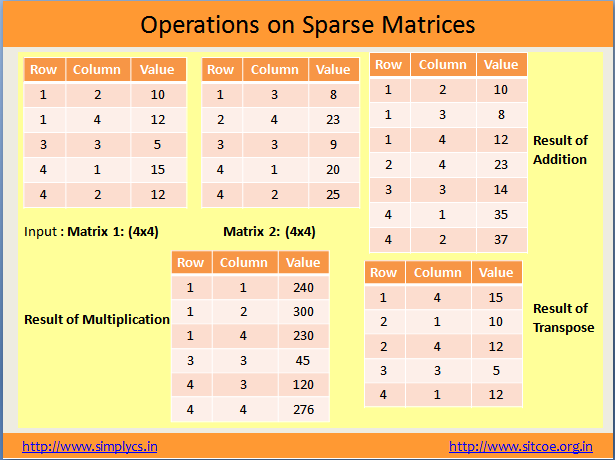 Operations on Sparse Matrices
Row Column Value
1 2 10
1 4 12
3 3 5
4 1 15
4 2 12
Row Column Value
1 3 8
2 4 23
3 3 9
4 1 20
4 2 25
Row Column Value
1 2 10
1 3 8
1 4 12
2 4 23
3 3 14
4 1 35
4 2 37
Result of
Addition
Input : Matrix 1: (4x4)
Matrix 2: (4x4)
Result of Multiplication
Row Column Value
1 1 240
1 2 300
1 4 230
3 3 45
4 3 120
4 4 276
Row Column Value
1 4 15
2 1 10
2 4 12
3 3 5
4 1 12
Result of
Transpose
http://www.simplycs.in
http://www.sitcoe.org.in